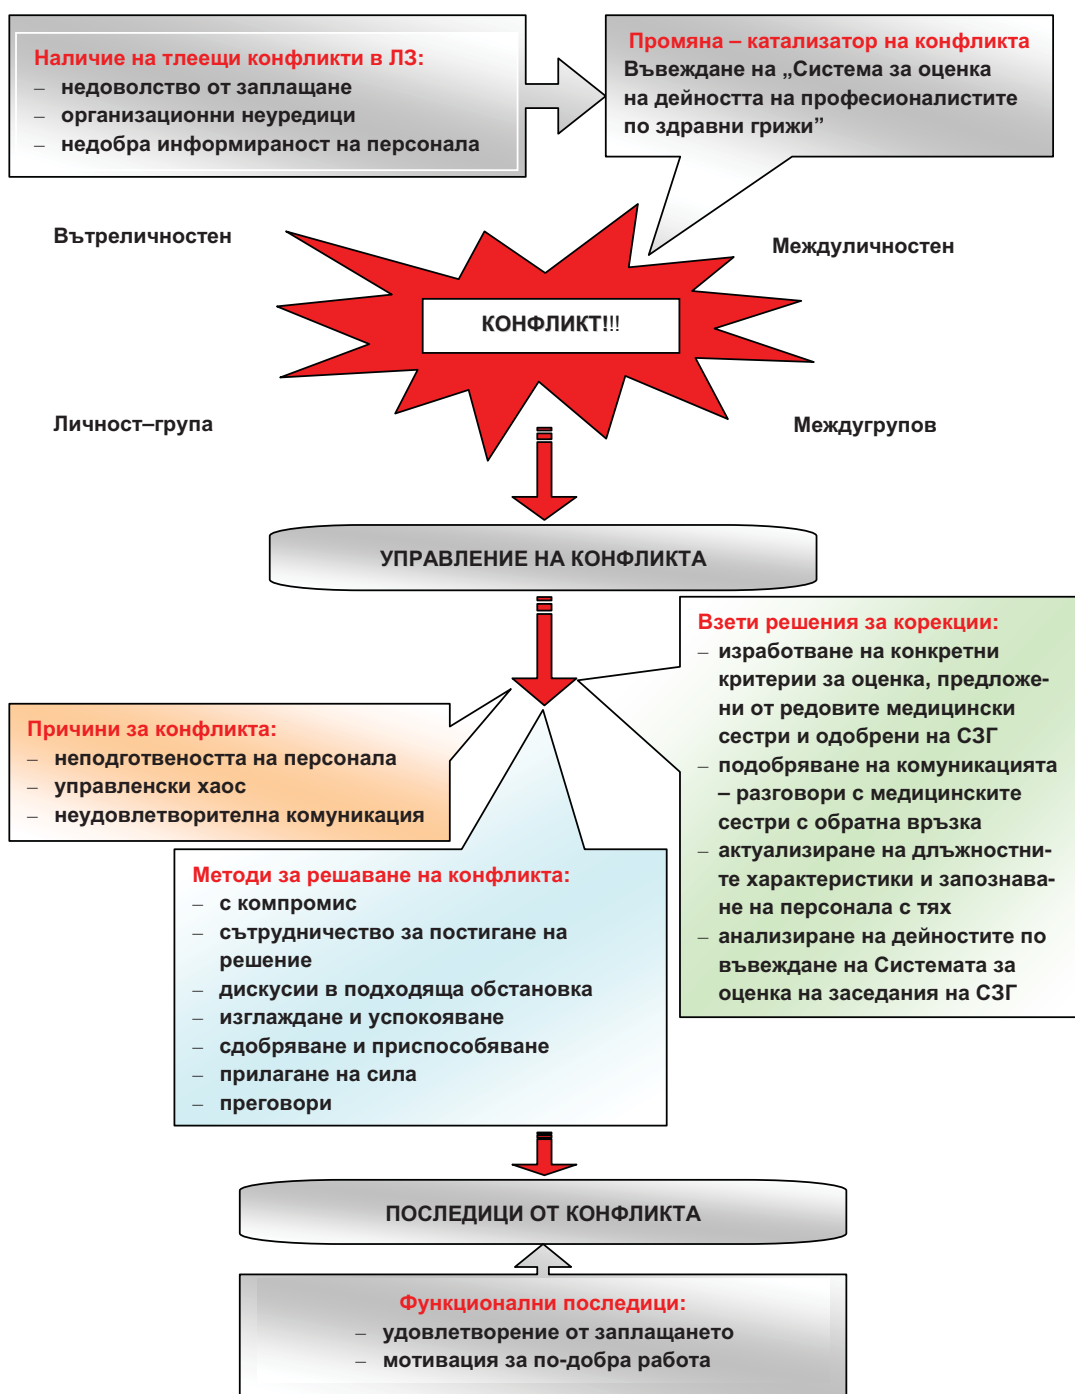 Наличие на тлеещи конфликти в ЛЗ:
– недоволство от заплащане
– организационни неуредици
– недобра информираност на персонала
Промяна – катализатор на конфликта
Въвеждане на „Система за оценка
на дейността на професионалистите
по здравни грижи”
Вътреличностен
Междуличностен
КОНФЛИКТ!!!
Личност–група
Междугрупов
УПРАВЛЕНИЕ НА КОНФЛИКТА
Взети решения за корекции:
– изработване на конкретни
критерии за оценка, предложе-
ни от редовите медицински
сестри и одобрени на СЗГ
– подобряване на комуникацията
– разговори с медицинските
сестри с обратна връзка
– актуализиране на длъжностни-
те характеристики и запознава-
не на персонала с тях
– анализиране на дейностите по
въвеждане на Системата за
оценка на заседания на СЗГ
Причини за конфликта:
– неподготвеността на персонала
– управленски хаос
– неудовлетворителна комуникация
Методи за решаване на конфликта:
– с компромис
– сътрудничество за постигане на
решение
– дискусии в подходяща обстановка
– изглаждане и успокояване
– сдобряване и приспособяване
– прилагане на сила
– преговори
ПОСЛЕДИЦИ ОТ КОНФЛИКТА
Функционални последици:
– удовлетворение от заплащането
– мотивация за по-добра работа